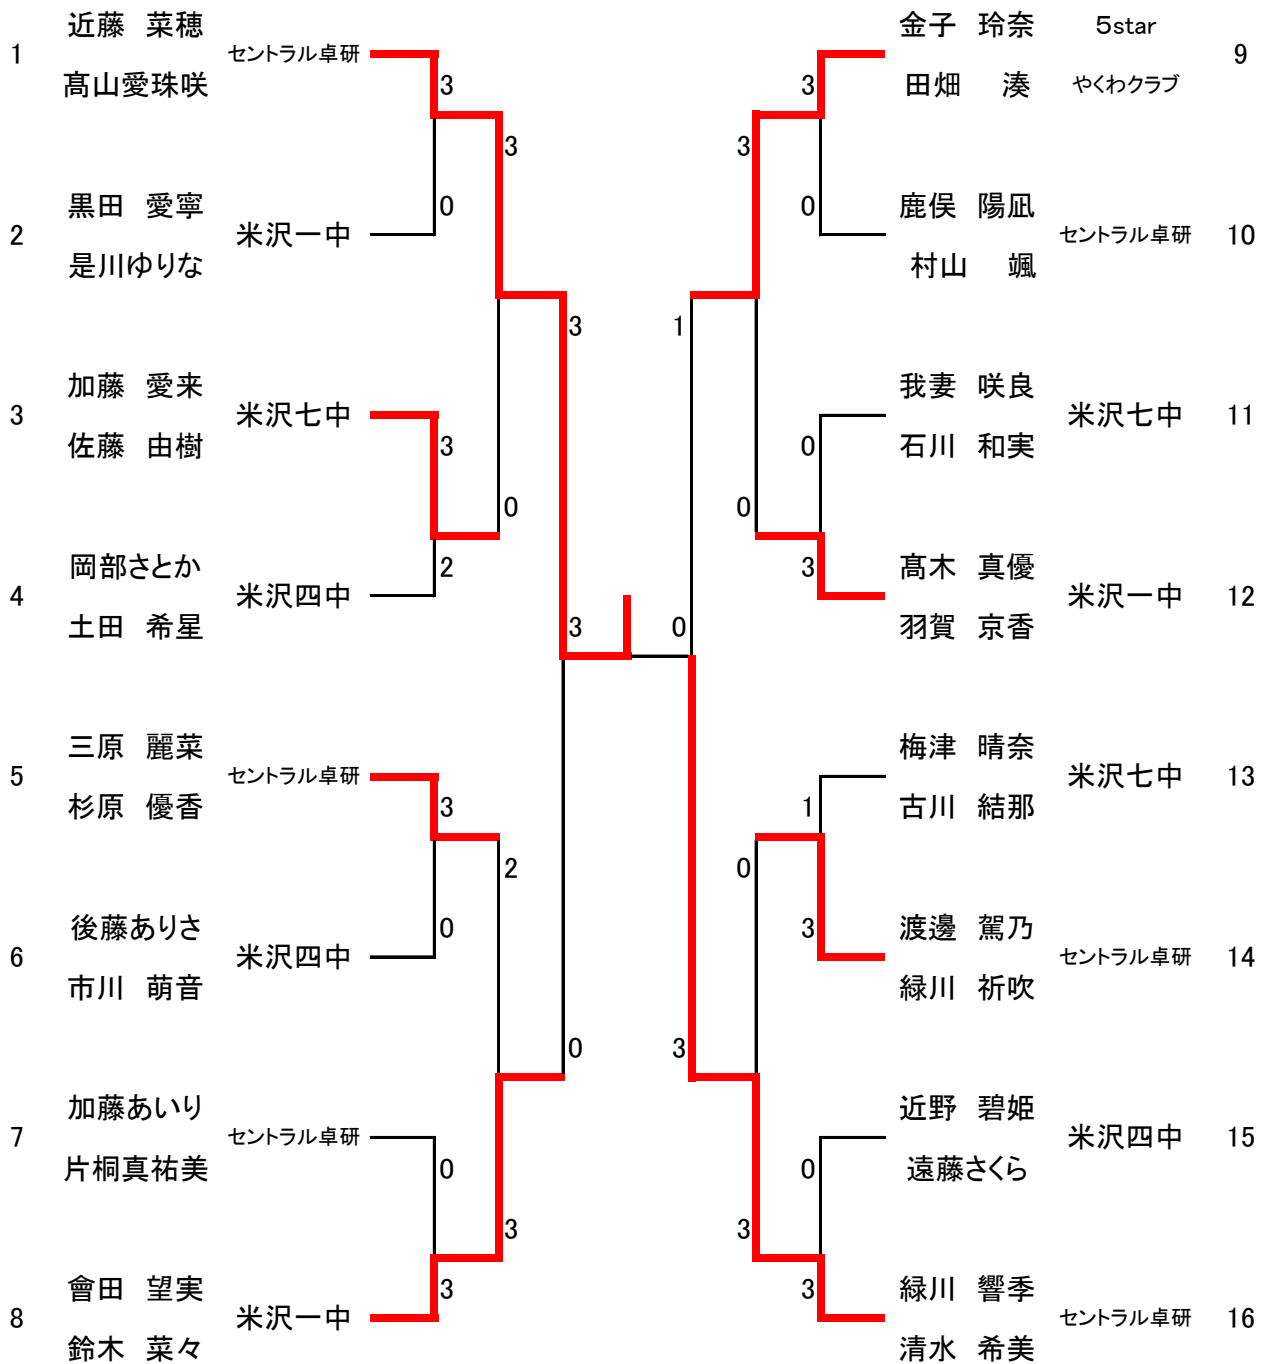 近藤 菜穂
1 セントラル卓研
髙山愛珠咲
3
3
黒田 愛寧
0
2 米沢一中
是川ゆりな
3
加藤 愛来
3 米沢七中
佐藤 由樹
3
0
岡部さとか
2
4 米沢四中
土田 希星
3
三原 麗菜
5 セントラル卓研
杉原 優香
3
2
後藤ありさ
0
6 米沢四中
市川 萌音
0
加藤あいり
7 セントラル卓研
片桐真祐美
0
3
會田 望実
3
8 米沢一中
鈴木 菜々
金子 玲奈 5star
9
田畑 湊 やくわクラブ
3
3
鹿俣 陽凪
0
セントラル卓研 10
村山 颯
1
我妻 咲良
米沢七中 11
石川 和実
0
0
髙木 真優
3
米沢一中 12
羽賀 京香
0
梅津 晴奈
米沢七中 13
古川 結那
1
0
渡邊 駕乃
3
セントラル卓研 14
緑川 祈吹
3
近野 碧姫
米沢四中 15
遠藤さくら
0
3
緑川 響季
3
セントラル卓研 16
清水 希美